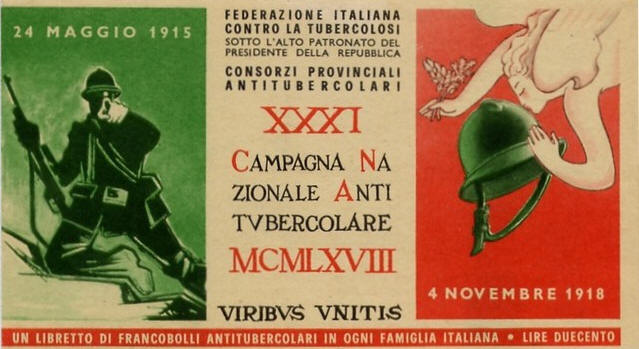 24 MAGGIO 1915
FEDERAZIONE ITALIANA
CONTRO LA TUBERCOLOSI
SOTTO L'ALTO PATRONATO DEL
PRESIDENTE DELLA REPUBBLICA
CONSORZI PROVINCIALI
ANTITUBERCOLARI
XXXI
CAMPAGNA NA
ZIONALE ANTI
TVBERCOLARE
MCMLXVIII
VIRIBVS VNITIS
4 NOVEMBRE 1918
UN LIBRETTO DI FRANCOBOLLI ANTITUBERCOLARI IN OGNI FAMIGLIA ITALIANA • LIRE DUECENTO